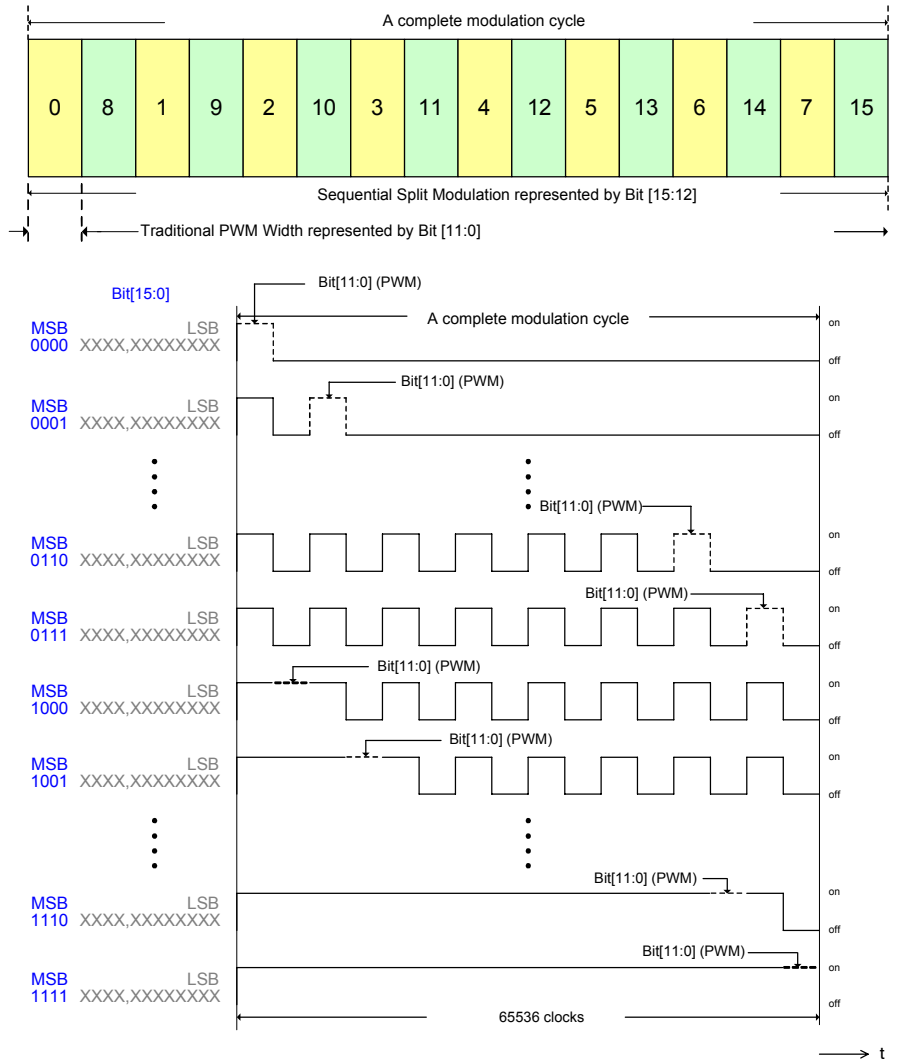 A complete modulation cycle
0 8 1 9 2 10 3 11 4 12 5 13 6 14 7 15
Sequential Split Modulation represented by Bit [15:12]
Traditional PWM Width represented by Bit [11:0]
Bit[15:0]
Bit[11:0] (PWM)
A complete modulation cycle
MSB LSB on
0000 XXXX,XXXXXXXX off
Bit[11:0] (PWM)
MSB LSB on
0001 XXXX,XXXXXXXX off
Bit[11:0] (PWM)
MSB LSB on
0110 XXXX,XXXXXXXX off
Bit[11:0] (PWM)
MSB LSB on
0111 XXXX,XXXXXXXX off
Bit[11:0] (PWM)
MSB LSB on
1000 XXXX,XXXXXXXX off
Bit[11:0] (PWM)
MSB LSB on
1001 XXXX,XXXXXXXX off
Bit[11:0] (PWM)
MSB LSB on
1110 XXXX,XXXXXXXX off
Bit[11:0] (PWM)
MSB LSB on
1111 XXXX,XXXXXXXX off
65536 clocks
t